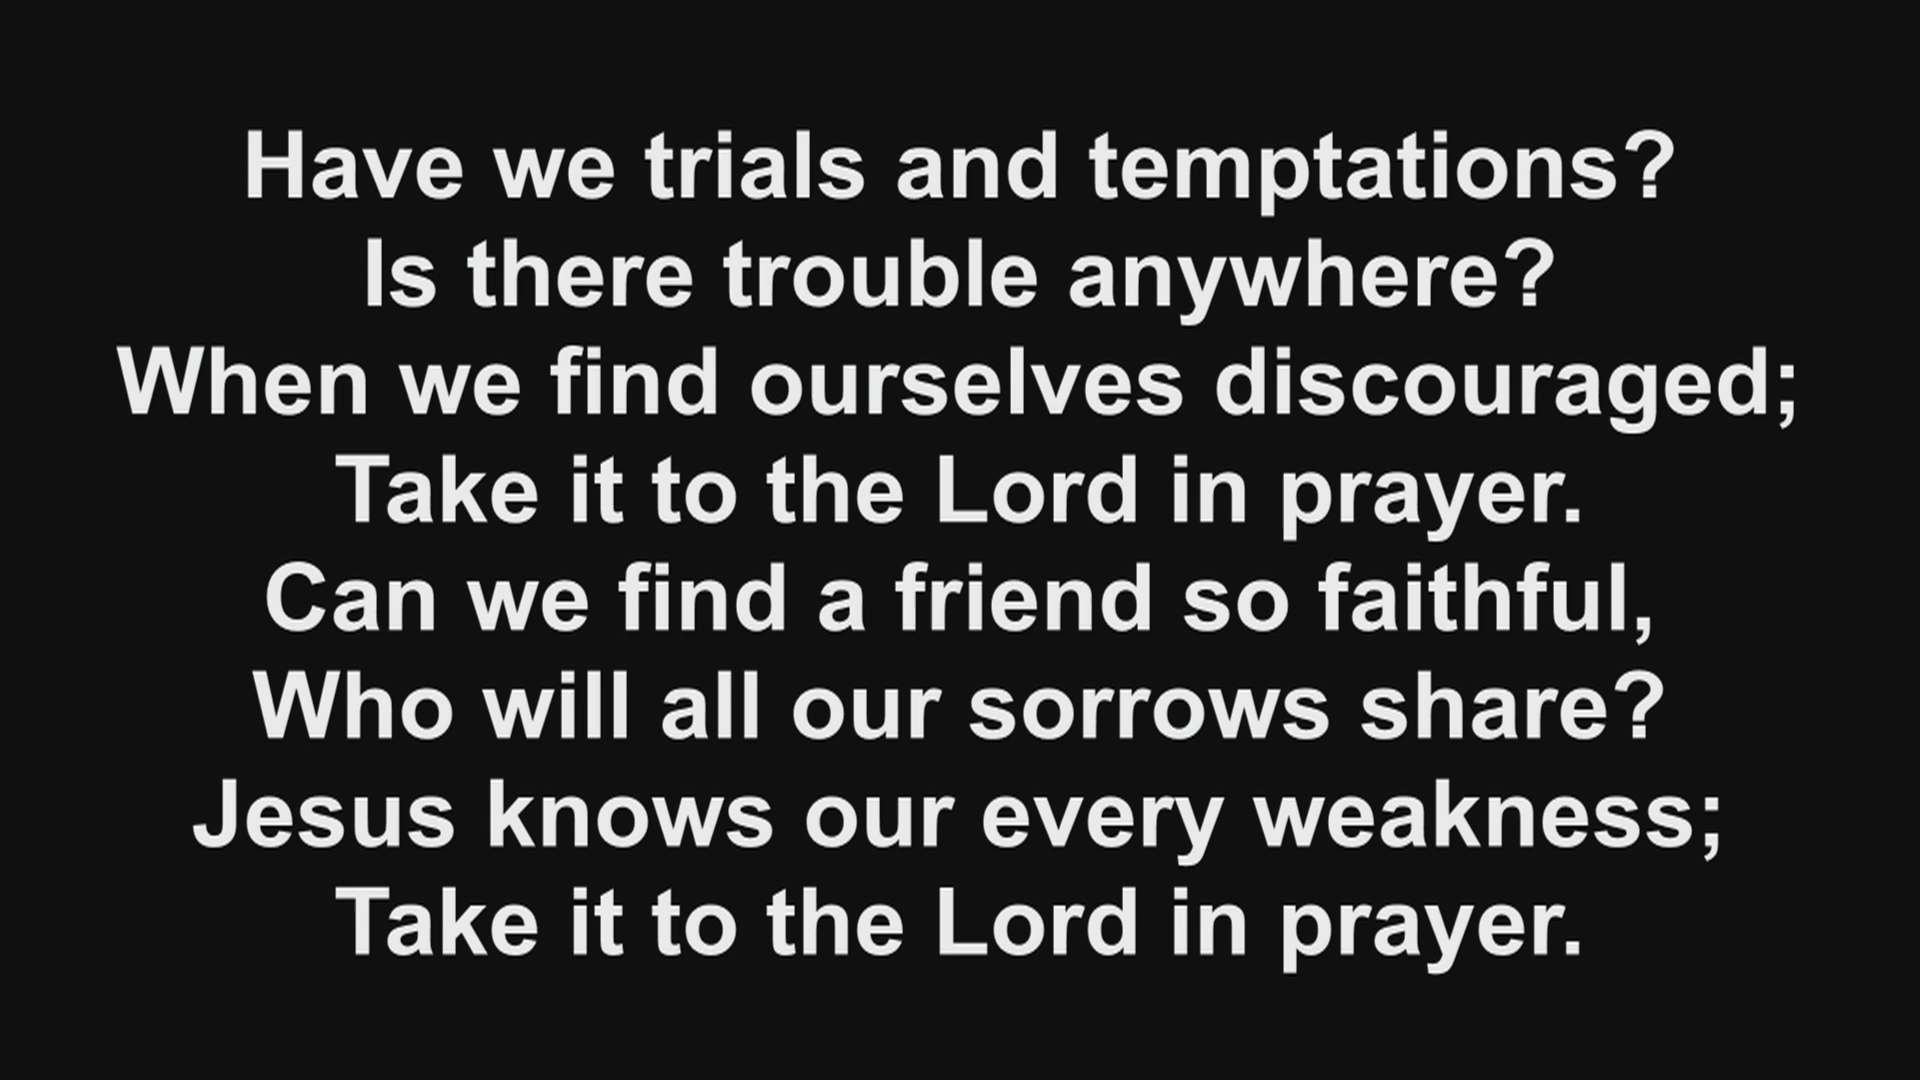 Have we trials and temptations?
Is there trouble anywhere?
When we find ourselves discouraged;
Take it to the Lord in prayer.
Can we find a friend so faithful,
Who will all our sorrows share?
Jesus knows our every weakness;
Take it to the Lord in prayer.